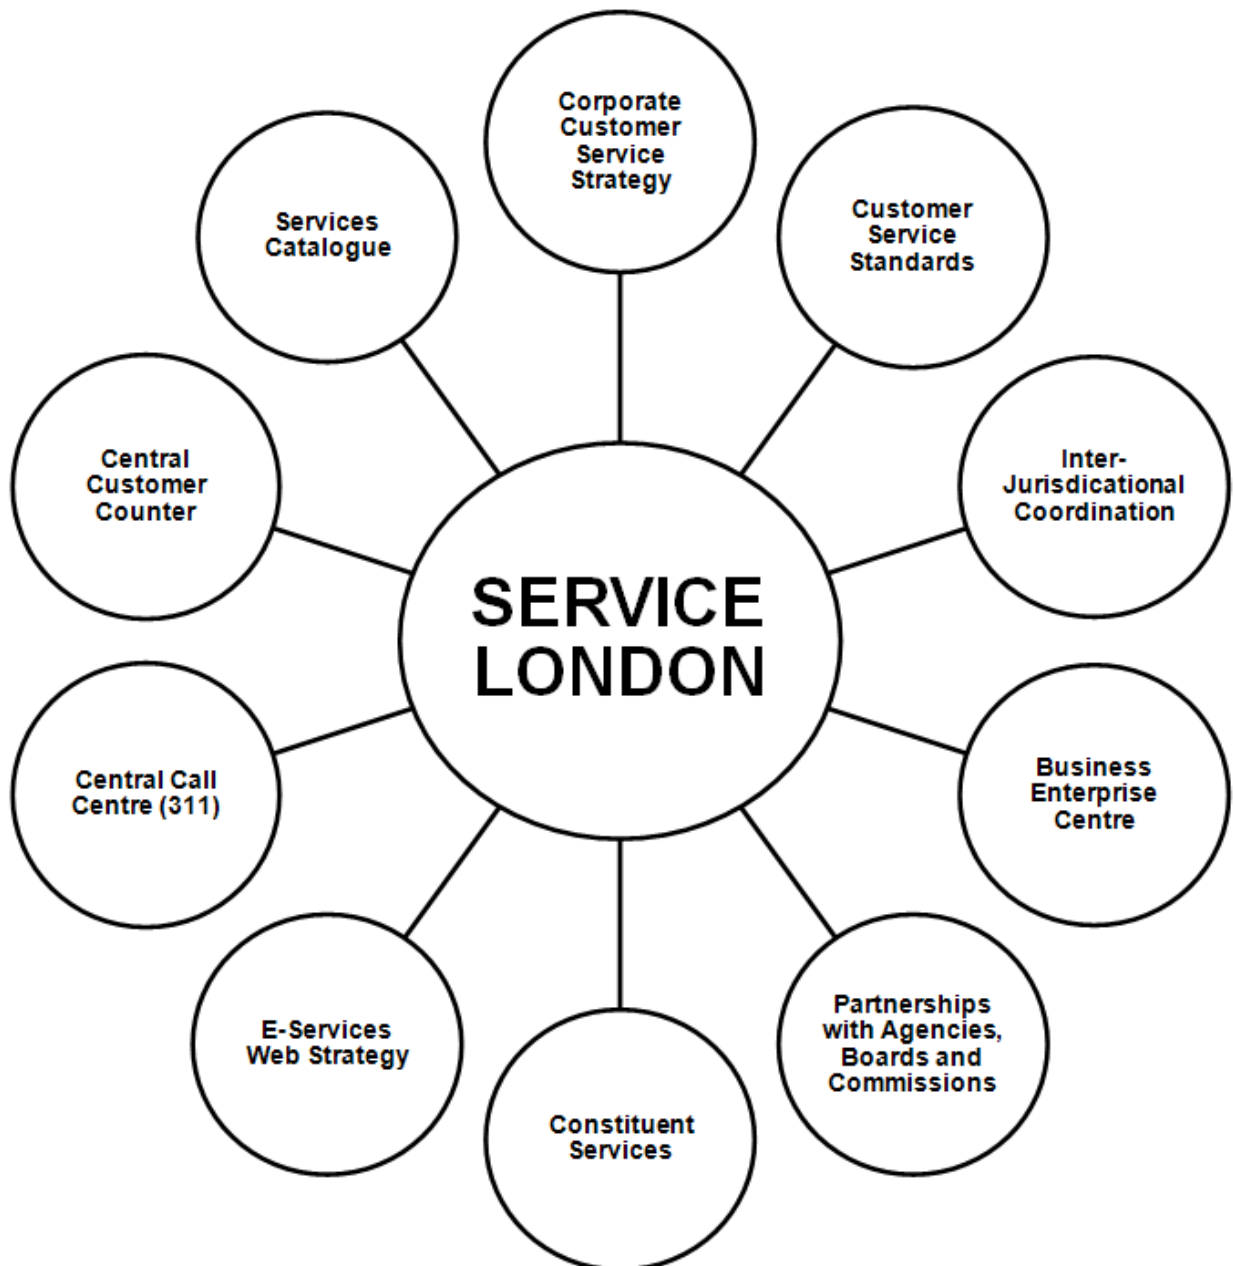 Corporate
Customer
Service
Strategy
Customer
Service
Standards
Inter-
Jurisdicational
Coordination
Business
Enterprise
Centre
Partnerships
with Agencies,
Boards and
Commissions
Constituent
Services
E-Services
Web Strategy
Central Call
Centre (311)
Central
Customer
Counter
Services
Catalogue
SERVICE
LONDON